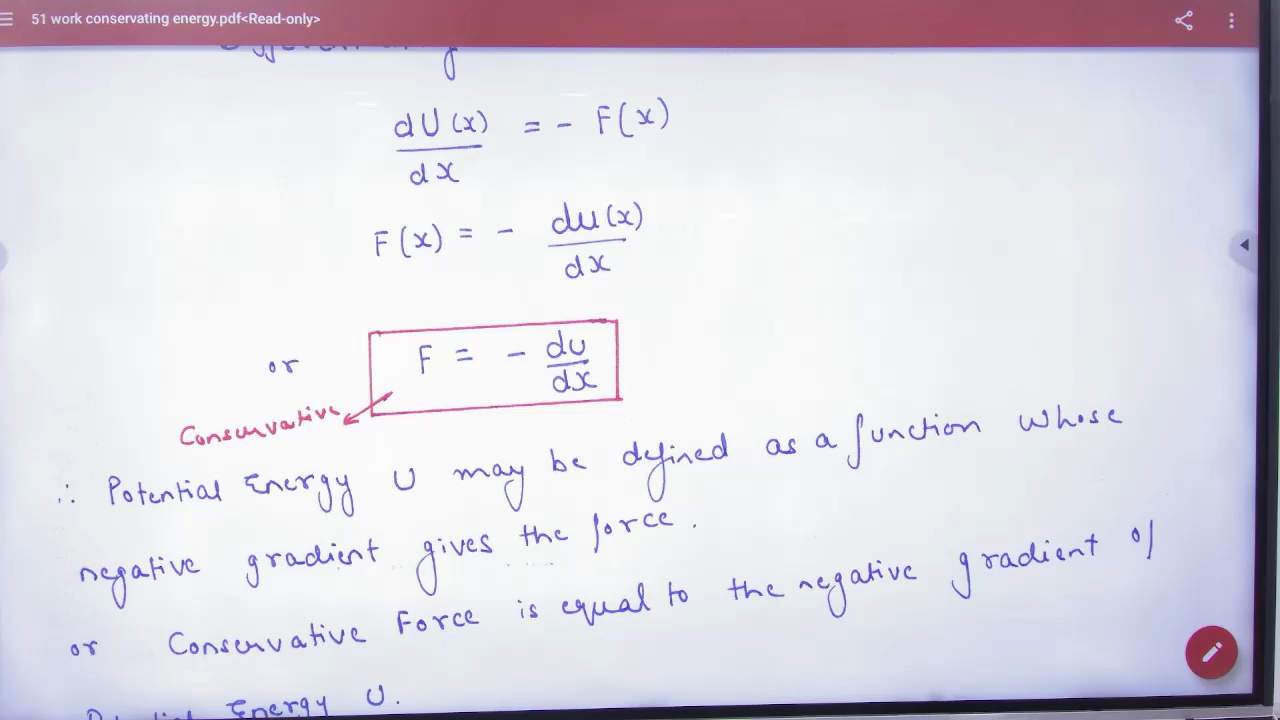 51 work conservating energy.pdf<Read-only>
dU(x)/dx = - F(x)
F(x) = - du(x)/dx
or F = - du/dx
Conservative
∴ Potential Energy U may be defined as a function whose
negative gradient gives the force.
or Conservative Force is equal to the negative gradient of
Energy U.